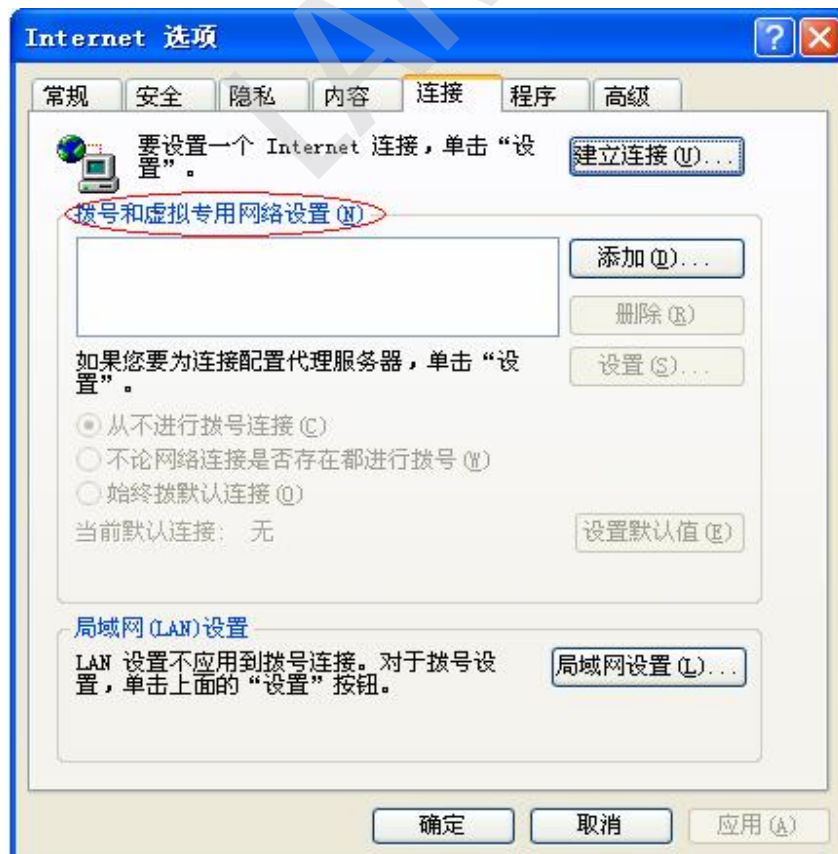 Internet 选项
常规 安全 隐私 内容 连接 程序 高级
要设置一个 Internet 连接，单击“设
置”。
建立连接(U)...
拨号和虚拟专用网络设置(N)
添加(D)...
删除(R)
如果您要为连接配置代理服务器，单击“设
置”。
设置(S)...
从不进行拨号连接(C)
不论网络连接是否存在都进行拨号(W)
始终拨默认连接(O)
当前默认连接： 无
设置默认值(E)
局域网(LAN)设置
LAN 设置不应用到拨号连接。对于拨号设
置，单击上面的“设置”按钮。
局域网设置(L)...
确定 取消 应用(A)